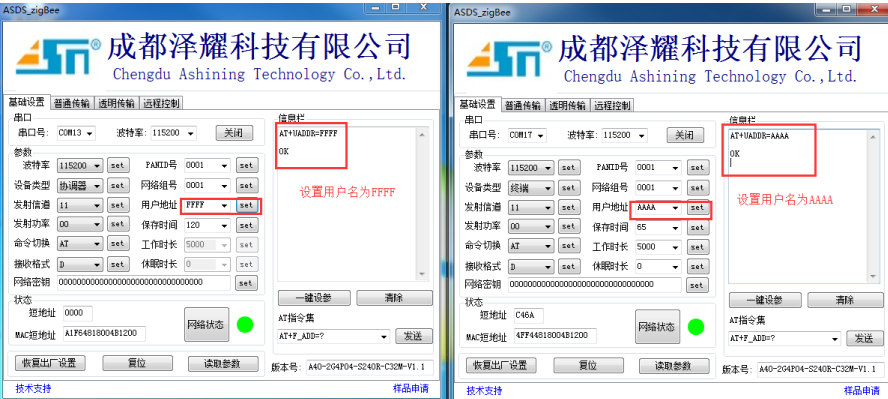 ASDS_zigBee
成都泽耀科技有限公司
Chengdu Ashining Technology Co.,Ltd.
基础设置 普通传输 透明传输 远程控制
串口
串口号: COM13 波特率: 115200 关闭
参数
波特率 115200 set PANID号 0001 set
设备类型 协调器 set 网络组号 0001 set
发射信道 11 set 用户地址 FFFF set
发射功率 00 set 保存时间 120 set
命令切换 AT set 工作时长 5000 set
接收格式 D set 休眠时长 0 set
网络密钥 00000000000000000000000000000000 set
状态
短地址 0000
MAC短地址 A1F64818004B1200
网络状态
恢复出厂设置 复位 读取参数
技术支持
信息栏
AT+UADDR=FFFF
OK
设置用户名为FFFF
一键设参 清除
AT指令集
AT+F_ADD=? 发送
版本号: A40-2G4P04-S240R-C32M-V1.1
样品申请
ASDS_zigBee
成都泽耀科技有限公司
Chengdu Ashining Technology Co.,Ltd.
基础设置 普通传输 透明传输 远程控制
串口
串口号: COM17 波特率: 115200 关闭
参数
波特率 115200 set PANID号 0001 set
设备类型 终端 set 网络组号 0001 set
发射信道 11 set 用户地址 AAAA set
发射功率 00 set 保存时间 65 set
命令切换 AT set 工作时长 5000 set
接收格式 D set 休眠时长 0 set
网络密钥 00000000000000000000000000000000 set
状态
短地址 C46A
MAC短地址 4FF44818004B1200
网络状态
恢复出厂设置 复位 读取参数
技术支持
信息栏
AT+UADDR=AAAA
OK
设置用户名为AAAA
一键设参 清除
AT指令集
AT+F_ADD=? 发送
版本号: A40-2G4P04-S240R-C32M-V1.1
样品申请